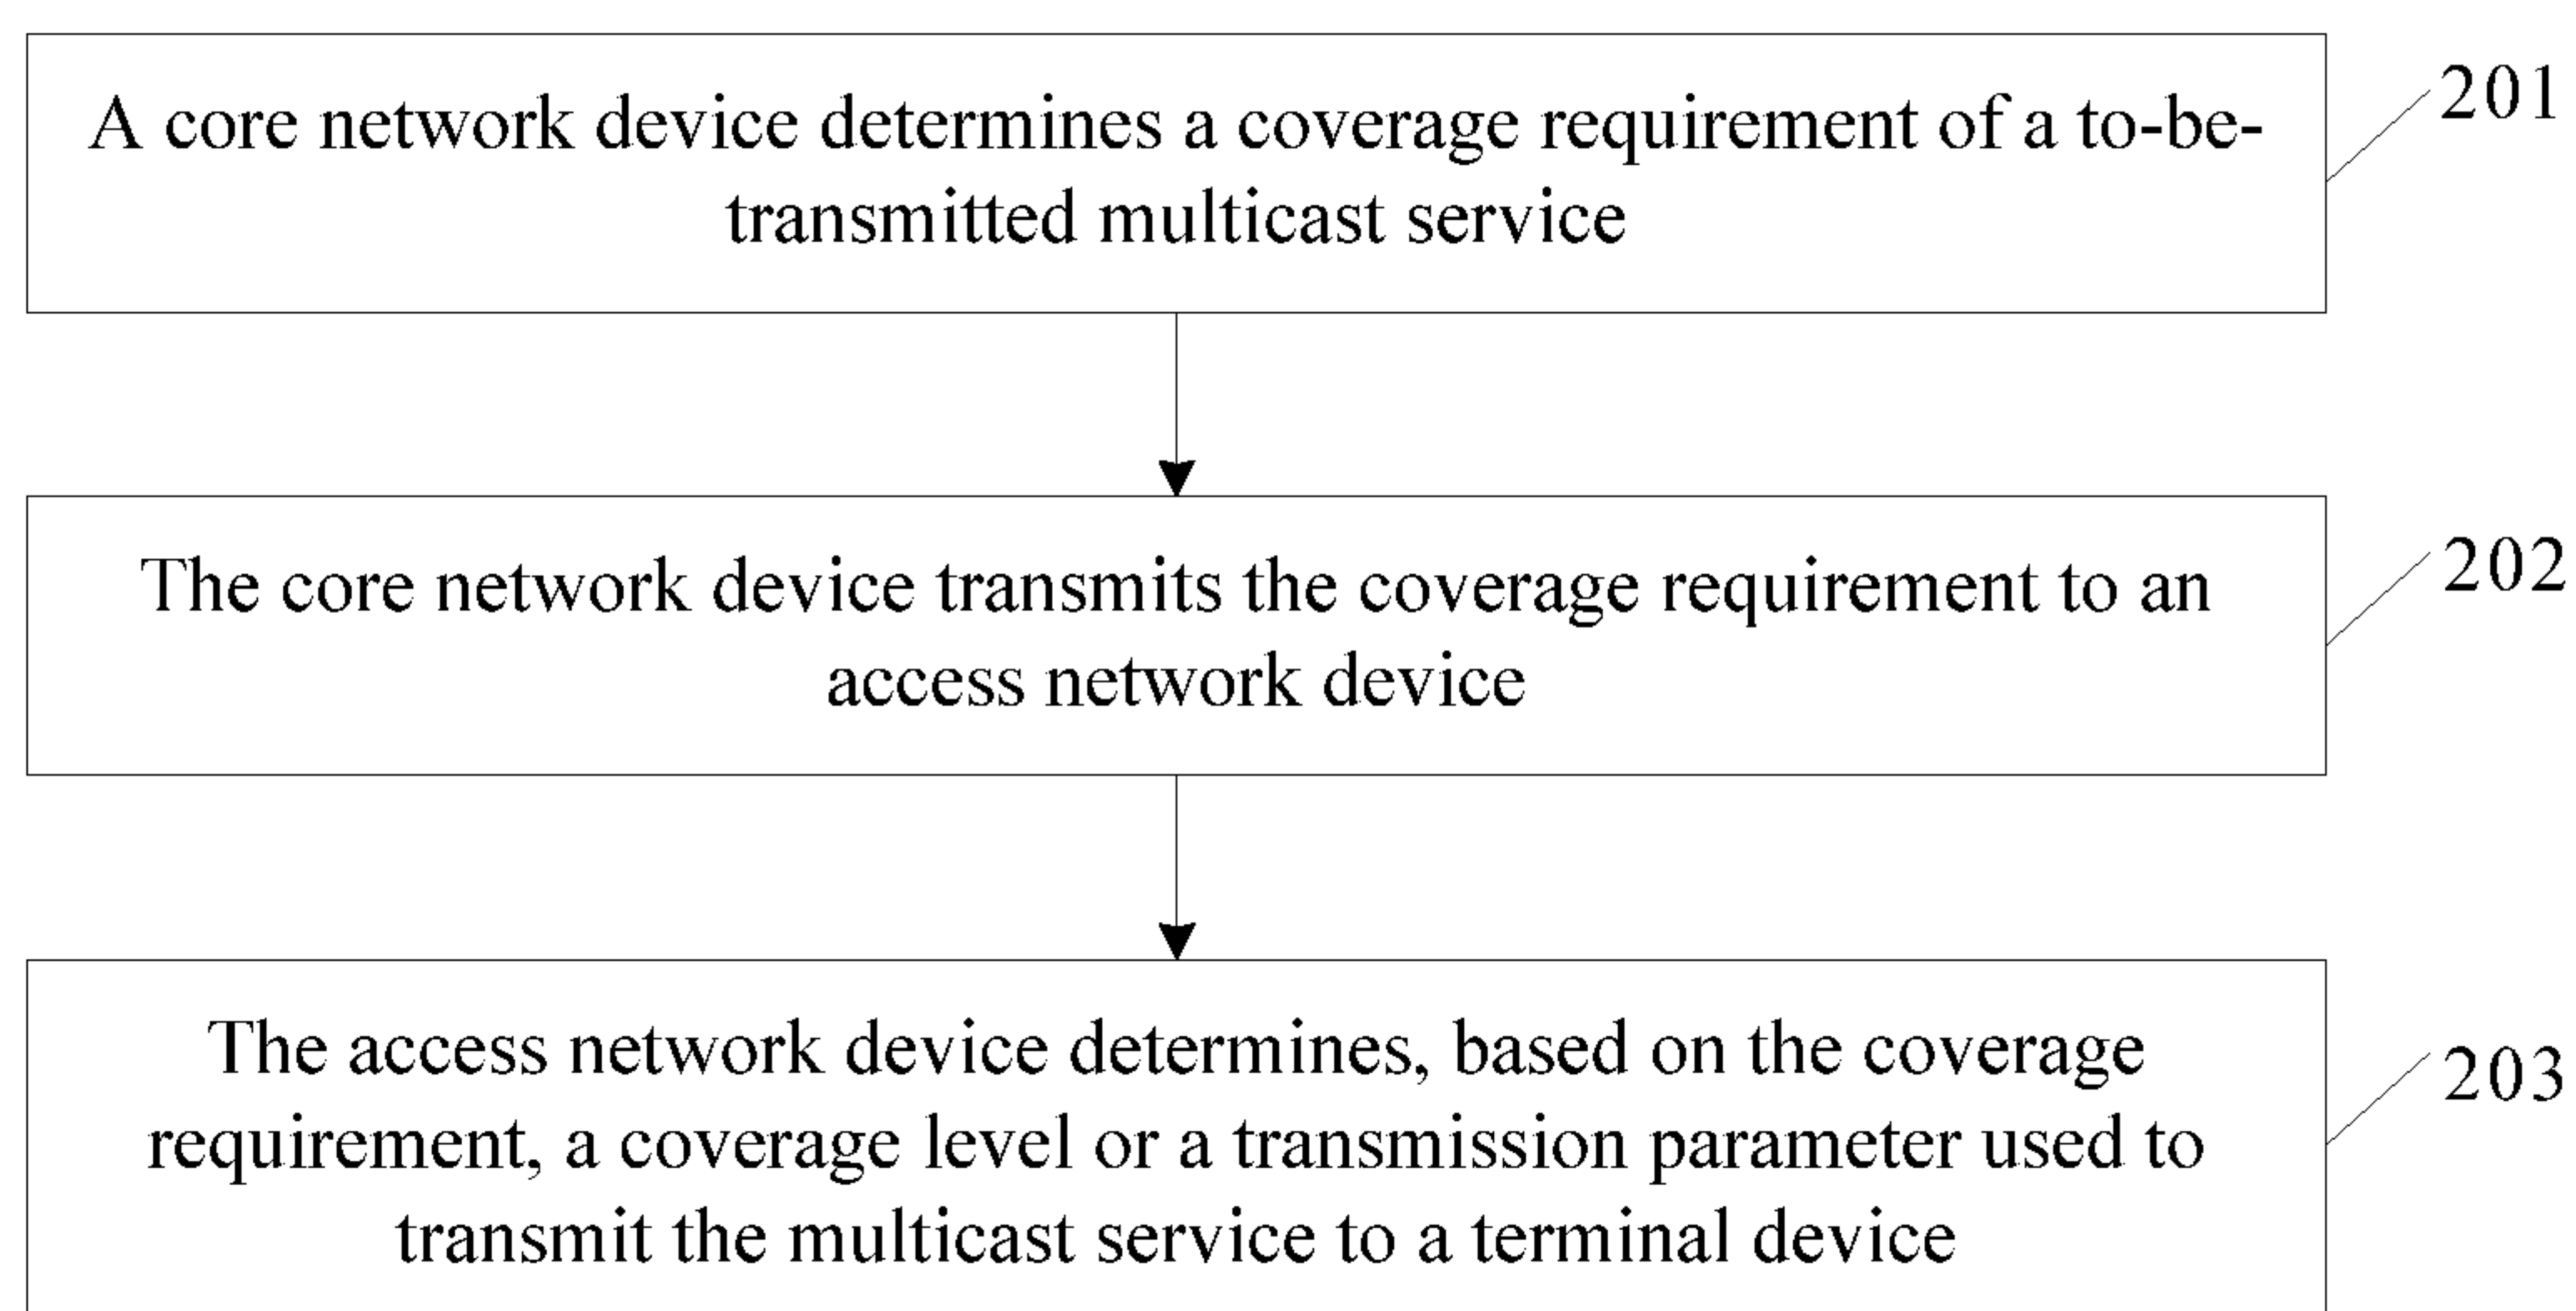 A core network device determines a coverage requirement of a to-be-
transmitted multicast service
201
The core network device transmits the coverage requirement to an
access network device
202
The access network device determines, based on the coverage
requirement, a coverage level or a transmission parameter used to
transmit the multicast service to a terminal device
203